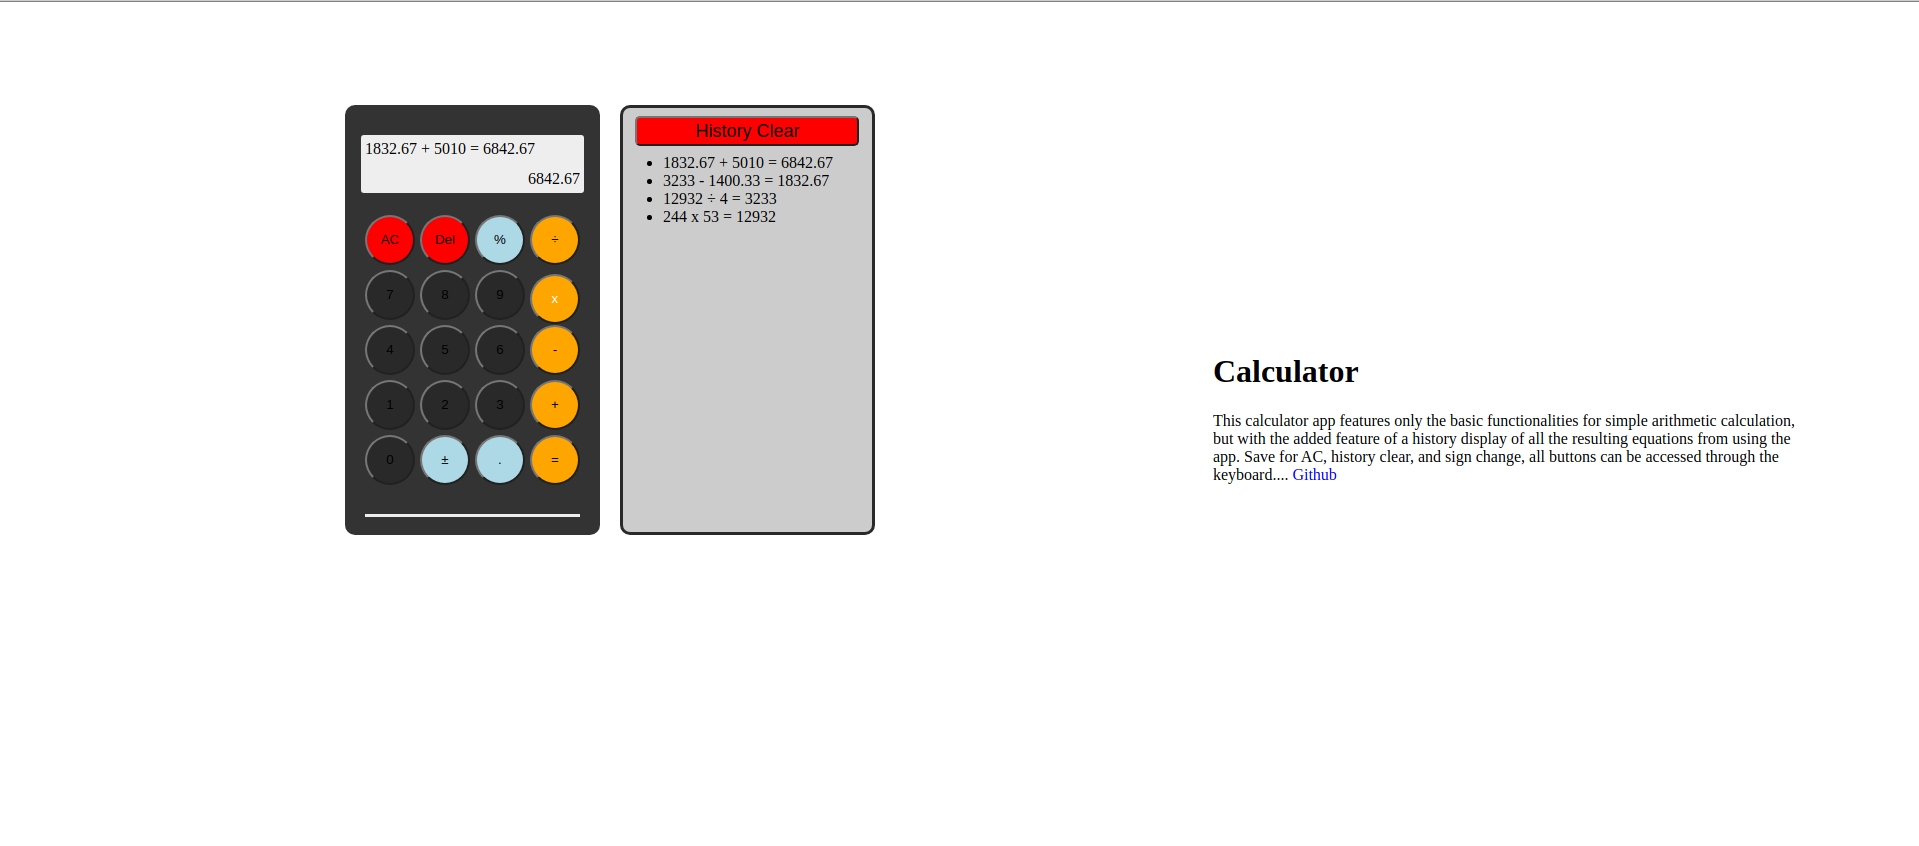 1832.67 + 5010 = 6842.67
6842.67
AC Del % ÷
7 8 9 x
4 5 6 -
1 2 3 +
0 ± . =
History Clear
1832.67 + 5010 = 6842.67
3233 - 1400.33 = 1832.67
12932 ÷ 4 = 3233
244 x 53 = 12932
Calculator
This calculator app features only the basic functionalities for simple arithmetic calculation,
but with the added feature of a history display of all the resulting equations from using the
app. Save for AC, history clear, and sign change, all buttons can be accessed through the
keyboard.... Github